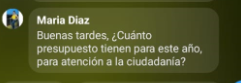 Maria Diaz
Buenas tardes, ¿Cuánto
presupuesto tienen para este año,
para atención a la ciudadanía?